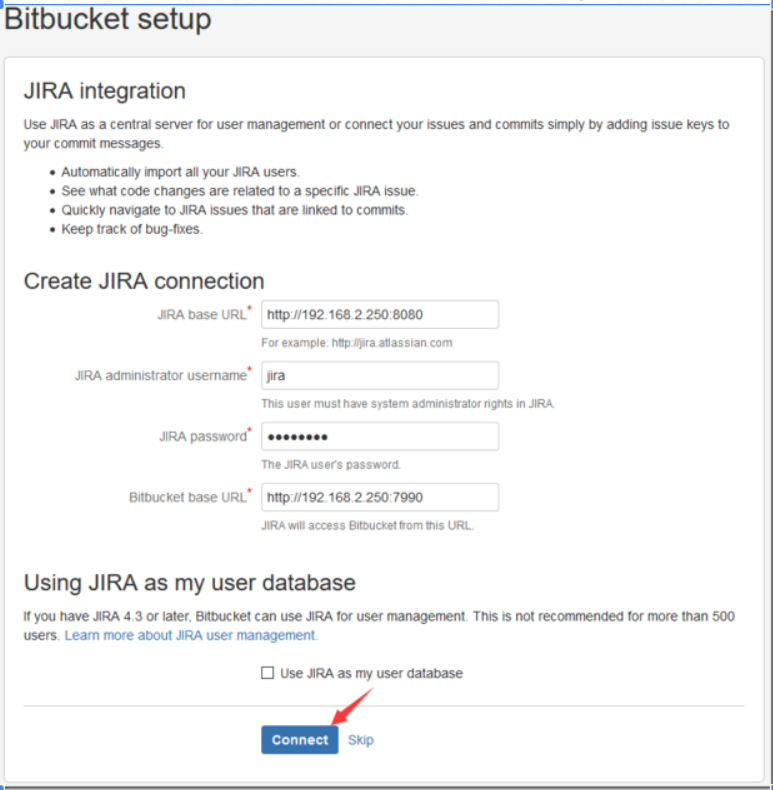 Bitbucket setup
JIRA integration
Use JIRA as a central server for user management or connect your issues and commits simply by adding issue keys to
your commit messages.
• Automatically import all your JIRA users.
• See what code changes are related to a specific JIRA issue.
• Quickly navigate to JIRA issues that are linked to commits.
• Keep track of bug-fixes.
Create JIRA connection
JIRA base URL* http://192.168.2.250:8080
For example: http://jira.atlassian.com
JIRA administrator username* jira
This user must have system administrator rights in JIRA.
JIRA password* ••••••••
The JIRA user's password.
Bitbucket base URL* http://192.168.2.250:7990
JIRA will access Bitbucket from this URL.
Using JIRA as my user database
If you have JIRA 4.3 or later, Bitbucket can use JIRA for user management. This is not recommended for more than 500
users. Learn more about JIRA user management.
Use JIRA as my user database
Connect Skip